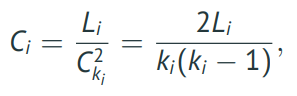 C_i = \frac{L_i}{C_{k_i}^2} = \frac{2L_i}{k_i(k_i - 1)},